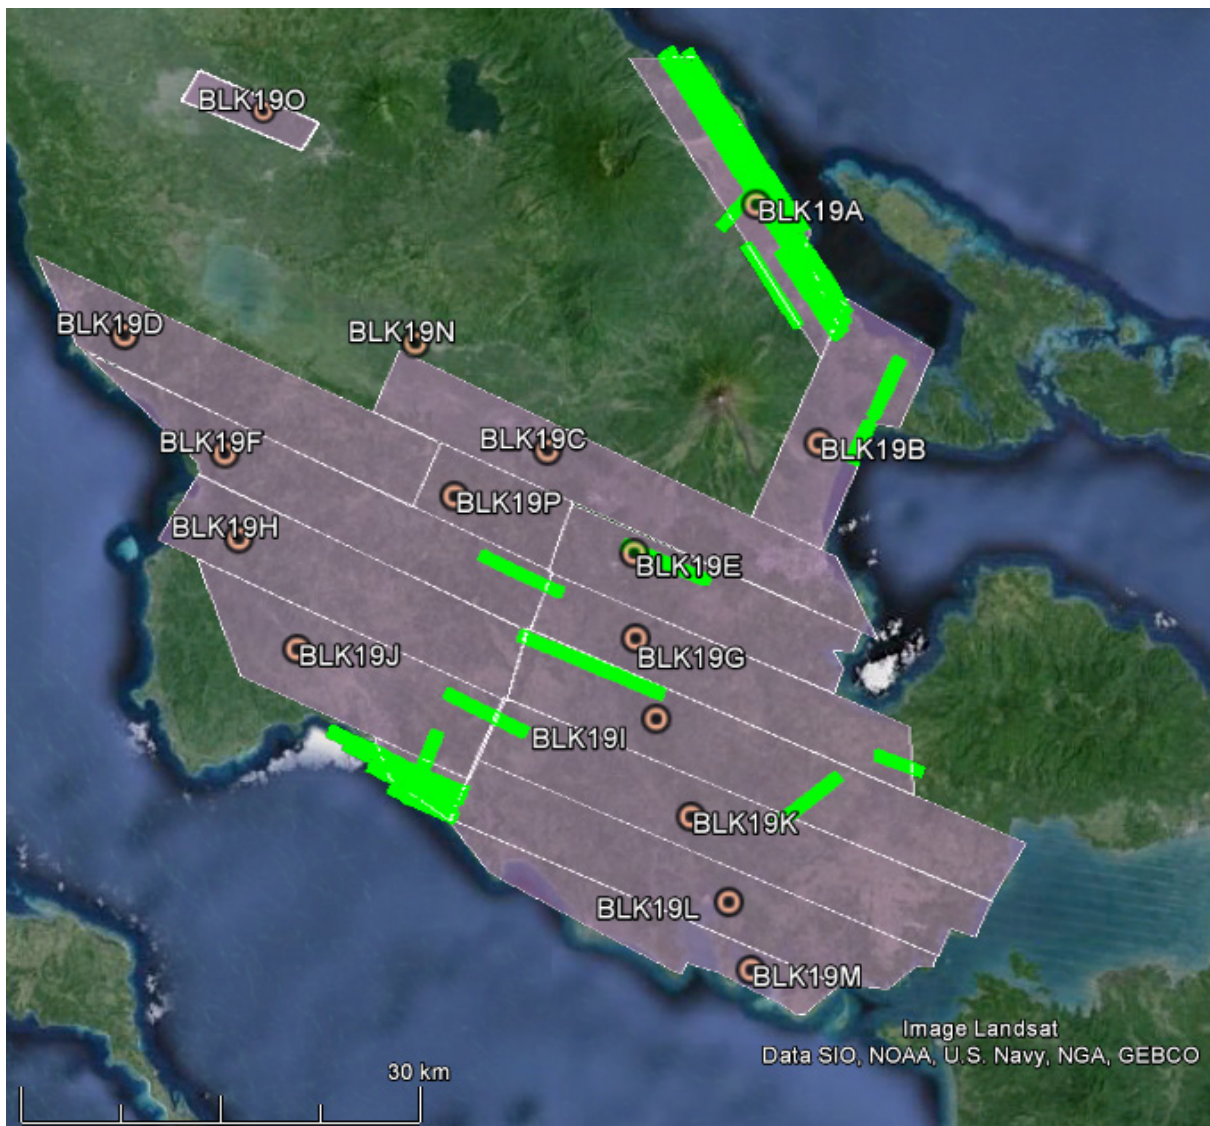 BLK19O
BLK19A
BLK19D
BLK19N
BLK19F
BLK19C
BLK19B
BLK19P
BLK19H
BLK19E
BLK19J
BLK19G
BLK19I
BLK19K
BLK19L
BLK19M
Image Landsat
Data SIO, NOAA, U.S. Navy, NGA, GEBCO
30 km